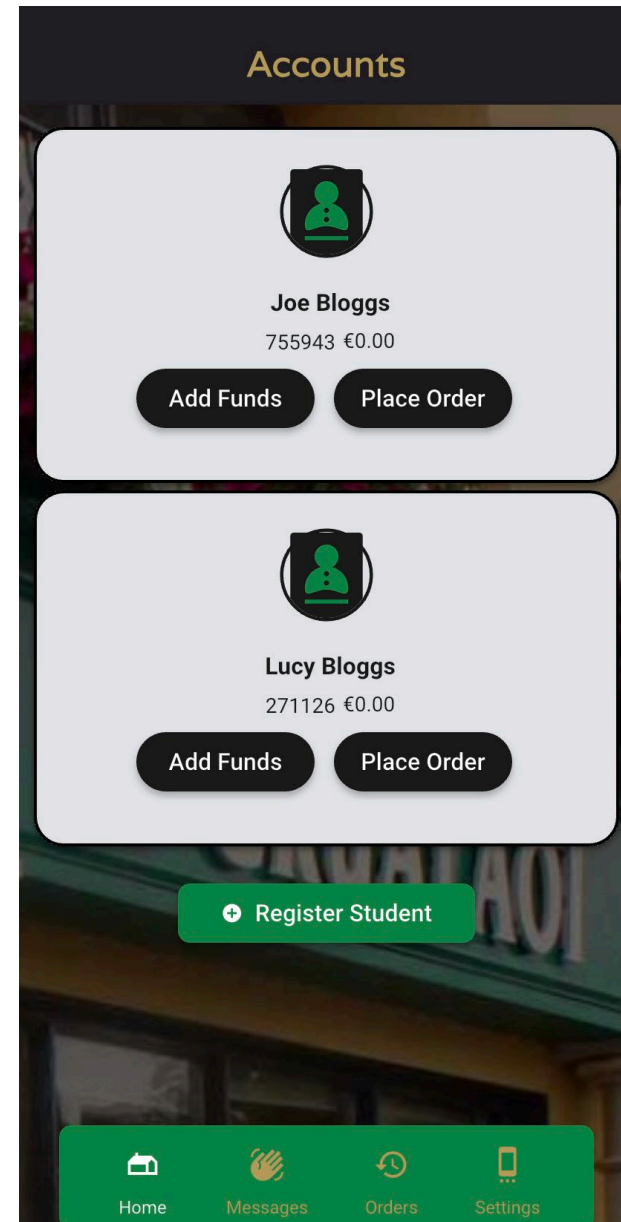 Accounts
Joe Bloggs
755943 €0.00
Add Funds Place Order
Lucy Bloggs
271126 €0.00
Add Funds Place Order
Register Student
Home Messages Orders Settings